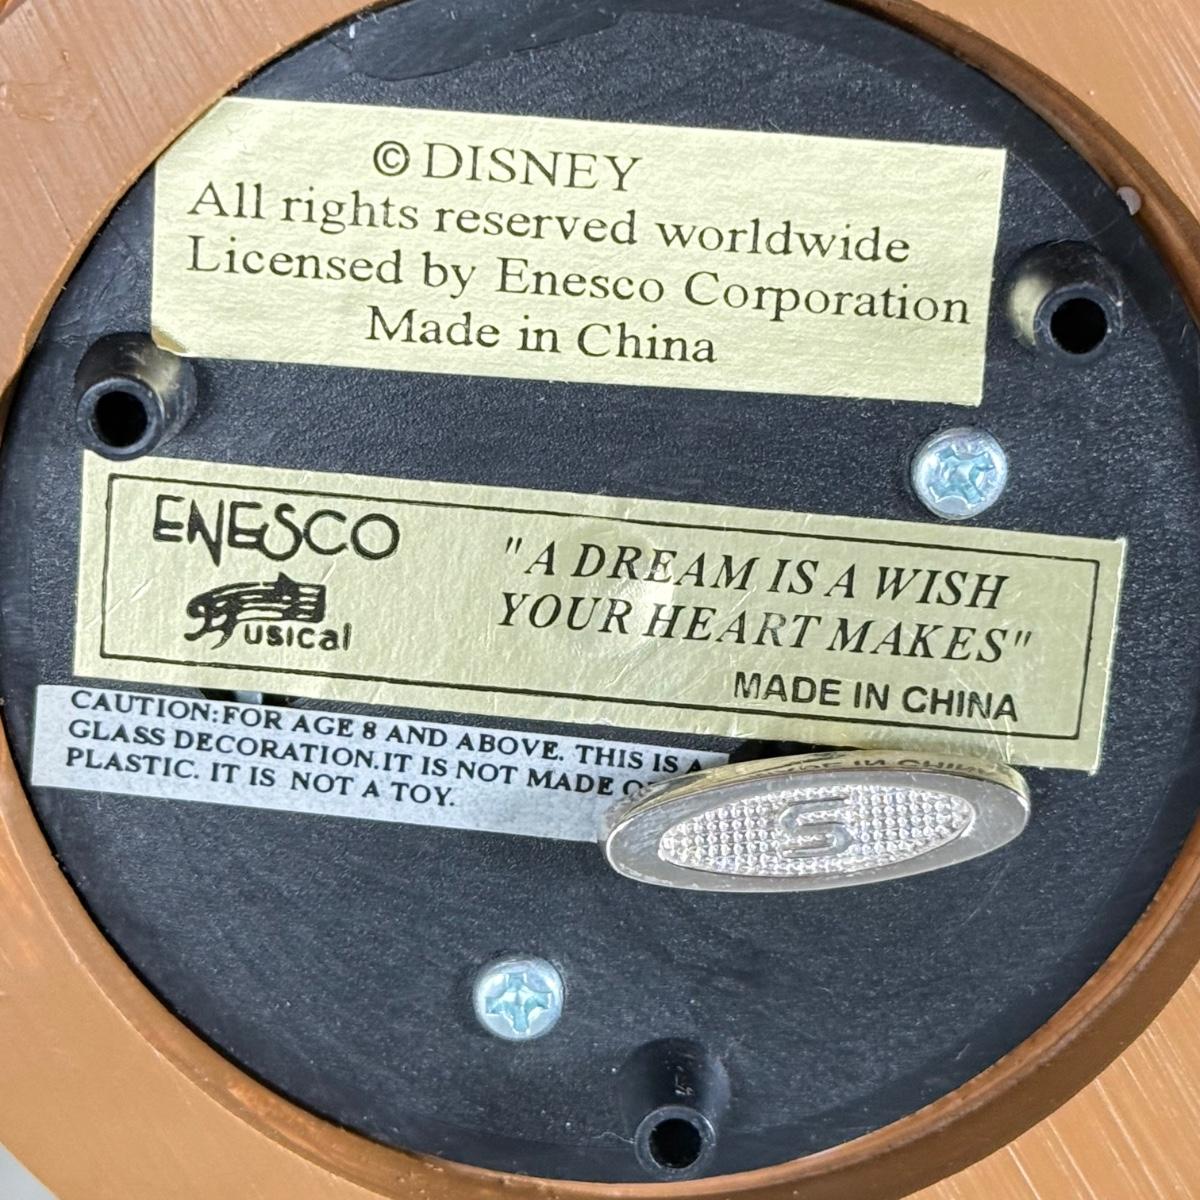 © DISNEY
All rights reserved worldwide
Licensed by Enesco Corporation
Made in China
ENESCO
Musical
"A DREAM IS A WISH
YOUR HEART MAKES"
MADE IN CHINA
CAUTION:FOR AGE 8 AND ABOVE. THIS IS A
GLASS DECORATION.IT IS NOT MADE O
PLASTIC. IT IS NOT A TOY.
S